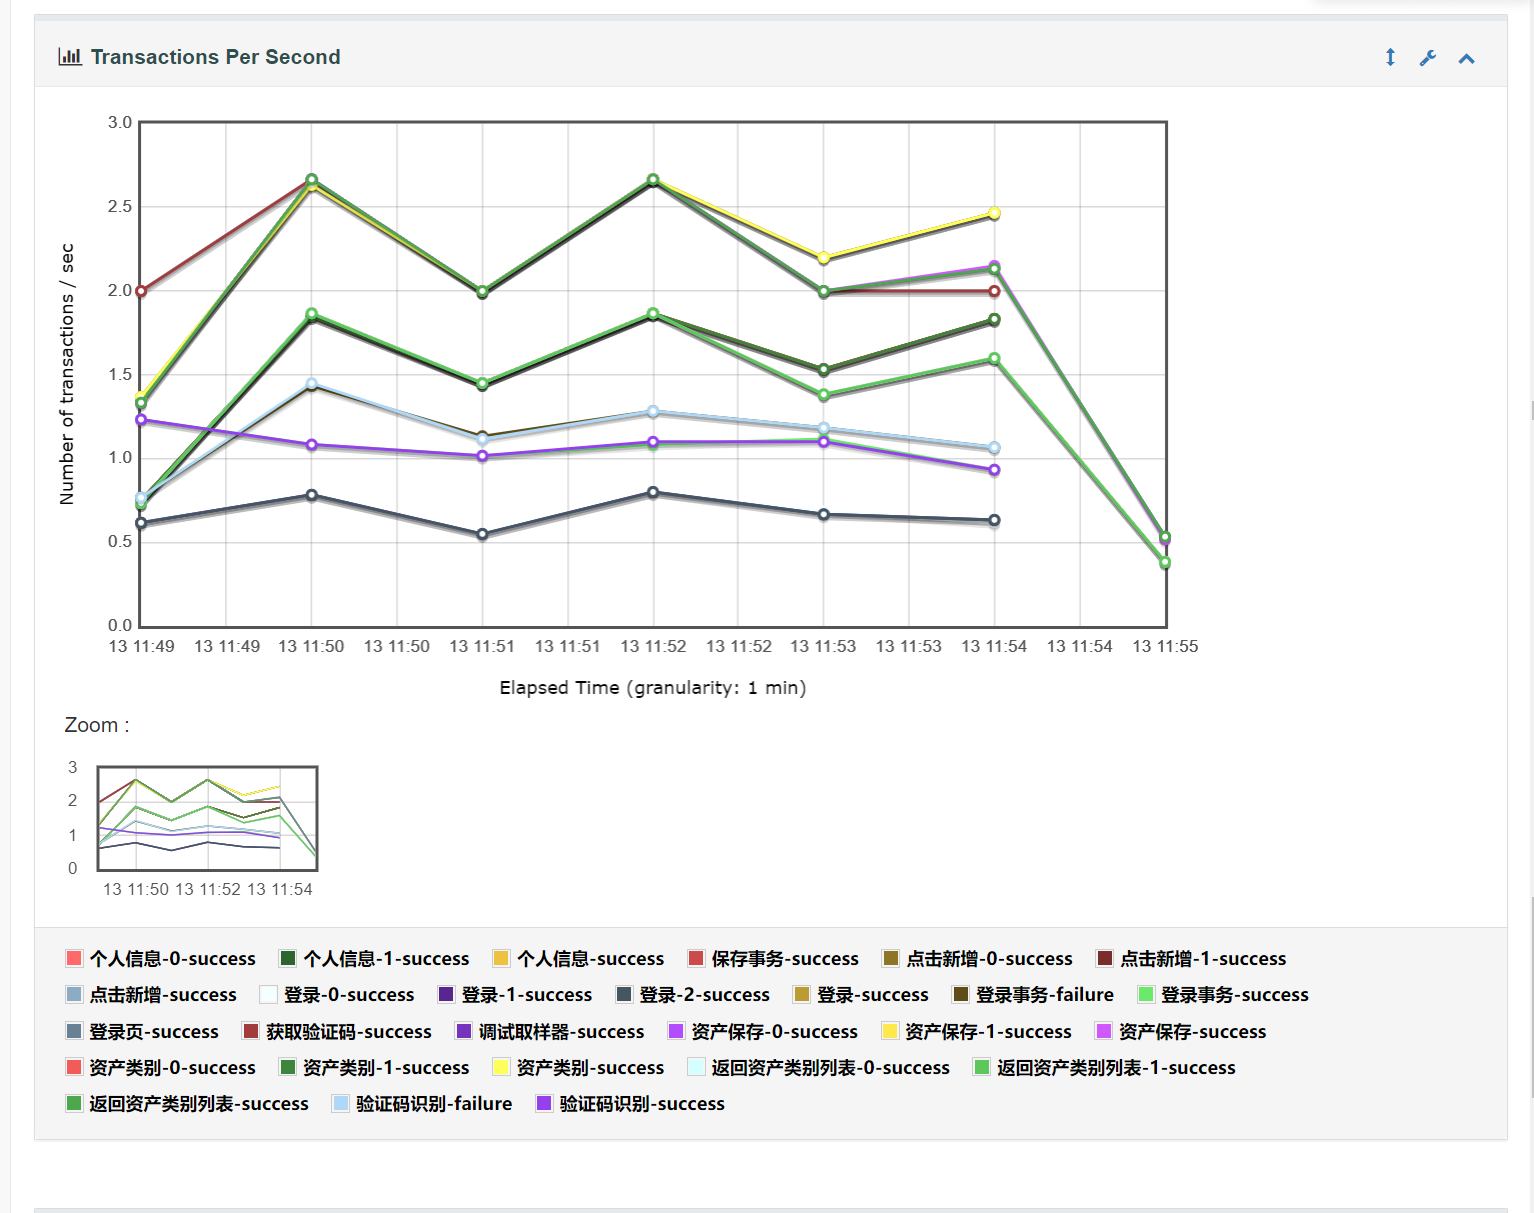 Transactions Per Second
3.0
2.5
2.0
1.5
1.0
0.5
0.0
Number of transactions / sec
13 11:49 13 11:49 13 11:50 13 11:50 13 11:51 13 11:51 13 11:52 13 11:52 13 11:53 13 11:53 13 11:54 13 11:54 13 11:55
Elapsed Time (granularity: 1 min)
Zoom :
3
2
1
0
13 11:50 13 11:52 13 11:54
个人信息-0-success 个人信息-1-success 个人信息-success 保存事务-success 点击新增-0-success 点击新增-1-success
点击新增-success 登录-0-success 登录-1-success 登录-2-success 登录-success 登录事务-failure 登录事务-success
登录页-success 获取验证码-success 调试取样器-success 资产保存-0-success 资产保存-1-success 资产保存-success
资产类别-0-success 资产类别-1-success 资产类别-success 返回资产类别列表-0-success 返回资产类别列表-1-success
返回资产类别列表-success 验证码识别-failure 验证码识别-success